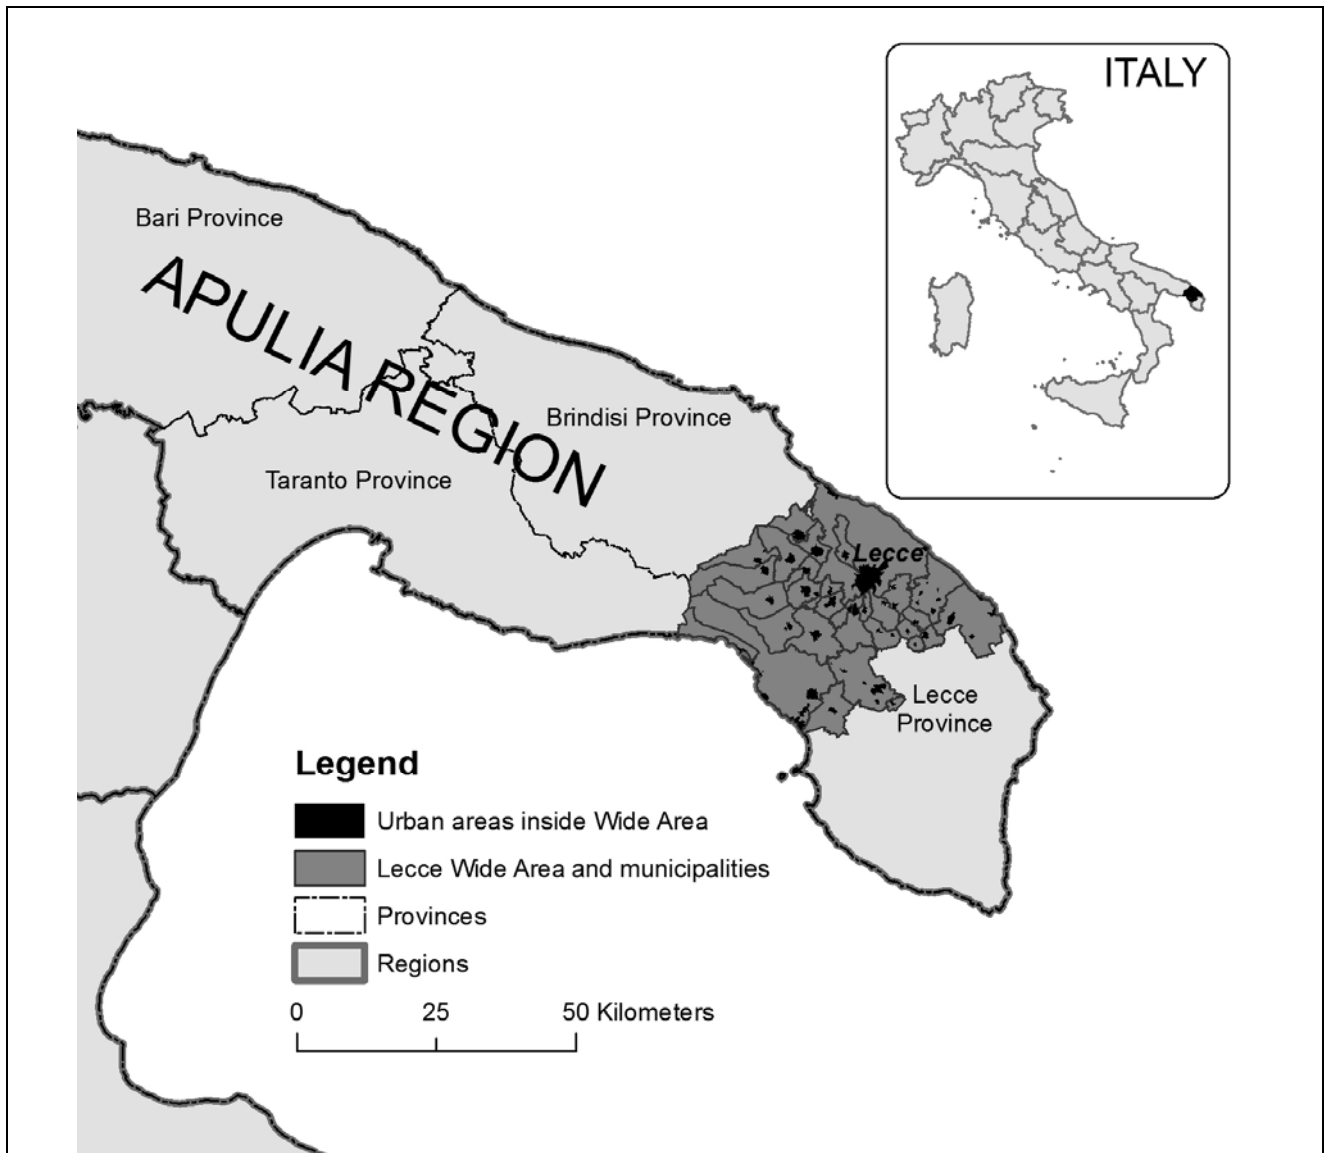 ITALY
Bari Province
APULIA REGION
Brindisi Province
Taranto Province
Lecce
Lecce
Province
Legend
Urban areas inside Wide Area
Lecce Wide Area and municipalities
Provinces
Regions
0 25 50 Kilometers